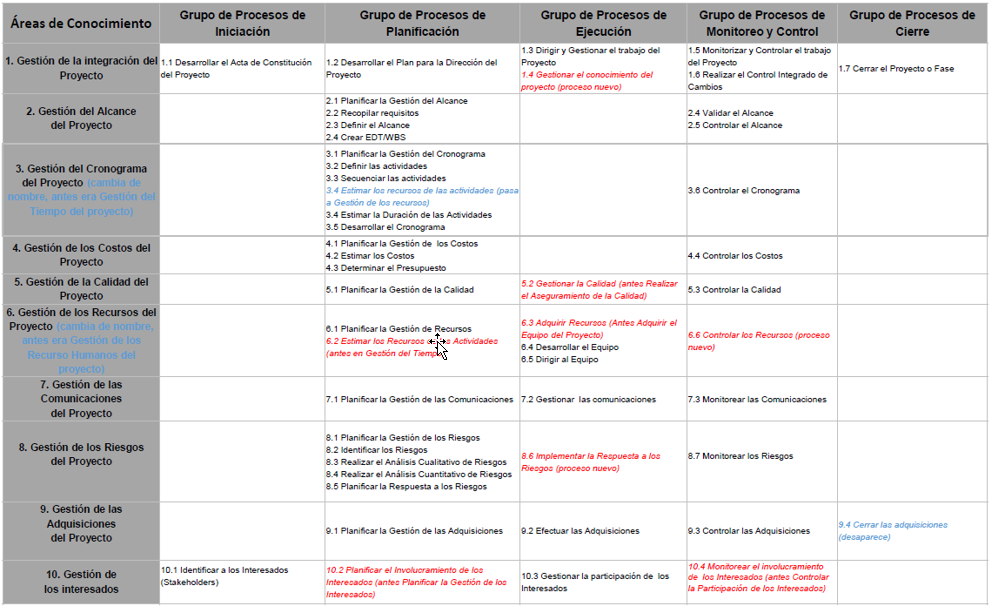 Áreas de Conocimiento
Grupo de Procesos de
Iniciación
Grupo de Procesos de
Planificación
Grupo de Procesos de
Ejecución
Grupo de Procesos de
Monitoreo y Control
Grupo de Procesos de
Cierre
1. Gestión de la integración del
Proyecto
1.1 Desarrollar el Acta de Constitución
del Proyecto
1.2 Desarrollar el Plan para la Dirección del
Proyecto
1.3 Dirigir y Gestionar el trabajo del
Proyecto
1.4 Gestionar el conocimiento del
proyecto (proceso nuevo)
1.5 Monitorizar y Controlar el trabajo
del Proyecto
1.6 Realizar el Control Integrado de
Cambios
1.7 Cerrar el Proyecto o Fase
2. Gestión del Alcance
del Proyecto
2.1 Planificar la Gestión del Alcance
2.2 Recopilar requisitos
2.3 Definir el Alcance
2.4 Crear EDT/WBS
2.4 Validar el Alcance
2.5 Controlar el Alcance
3. Gestión del Cronograma
del Proyecto (cambia de
nombre, antes era Gestión del
Tiempo del proyecto)
3.1 Planificar la Gestión del Cronograma
3.2 Definir las actividades
3.3 Secuenciar las actividades
3.4 Estimar los recursos de las actividades (pasa
a Gestión de los recursos)
3.4 Estimar la Duración de las Actividades
3.5 Desarrollar el Cronograma
3.6 Controlar el Cronograma
4. Gestión de los Costos del
Proyecto
4.1 Planificar la Gestión de los Costos
4.2 Estimar los Costos
4.3 Determinar el Presupuesto
4.4 Controlar los Costos
5. Gestión de la Calidad del
Proyecto
5.1 Planificar la Gestión de la Calidad
5.2 Gestionar la Calidad (antes Realizar
el Aseguramiento de la Calidad)
5.3 Controlar la Calidad
6. Gestión de los Recursos del
Proyecto (cambia de nombre,
antes era Gestión de los
Recurso Humanos del
proyecto)
6.1 Planificar la Gestión de Recursos
6.2 Estimar los Recursos Actividades
(antes en Gestión del
6.3 Adquirir Recursos (Antes Adquirir el
Equipo del Proyecto)
6.4 Desarrollar el Equipo
6.5 Dirigir al Equipo
6.6 Controlar los Recursos (proceso
nuevo)
7. Gestión de las
Comunicaciones
del Proyecto
7.1 Planificar la Gestión de las Comunicaciones
7.2 Gestionar las comunicaciones
7.3 Monitorear las Comunicaciones
8. Gestión de los Riesgos
del Proyecto
8.1 Planificar la Gestión de los Riesgos
8.2 Identificar los Riesgos
8.3 Realizar el Análisis Cualitativo de Riesgos
8.4 Realizar el Análisis Cuantitativo de Riesgos
8.5 Planificar la Respuesta a los Riesgos
8.6 Implementar la Respuesta a los
Riesgos (proceso nuevo)
8.7 Monitorear los Riesgos
9. Gestión de las
Adquisiciones
del Proyecto
9.1 Planificar la Gestión de las Adquisiciones
9.2 Efectuar las Adquisiciones
9.3 Controlar las Adquisiciones
9.4 Cerrar las adquisiciones
(desaparece)
10. Gestión de
los interesados
10.1 Identificar a los Interesados
(Stakeholders)
10.2 Planificar el Involucramiento de los
Interesados (antes Planificar la Gestión de los
Interesados)
10.3 Gestionar la participación de los
Interesados
10.4 Monitorear el involucramiento
de los Interesados (antes Controlar
la Participación de los Interesados)